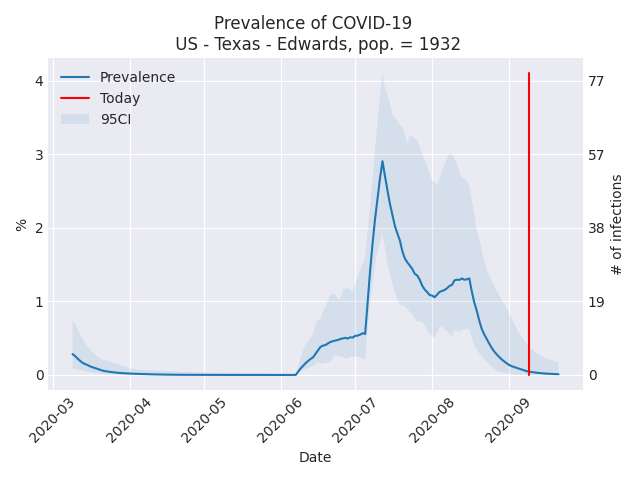 Prevalence of COVID-19
US - Texas - Edwards, pop. = 1932
Prevalence
Today
95CI
%
4
3
2
1
0
77
57
38
19
0
# of infections
2020-03
2020-04
2020-05
2020-06
2020-07
2020-08
2020-09
Date